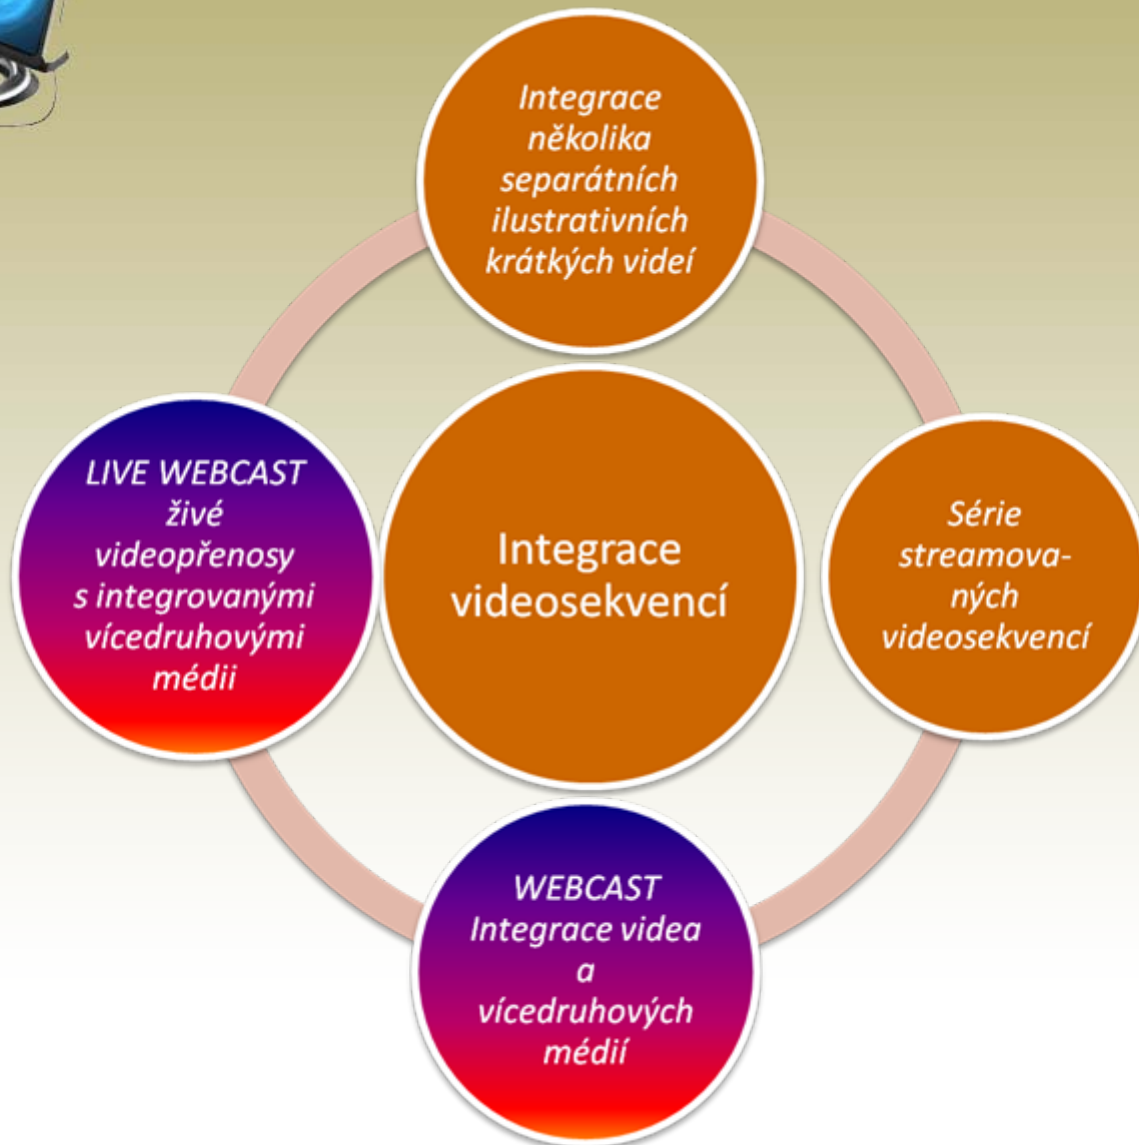 Integrace
několika
separátních
ilustrativních
krátkých videí
LIVE WEBCAST
živé
videopřenosy
s integrovanými
vícedruhovými
médii
Integrace
videosekvencí
Série
streamova-
ných
videosekvencí
WEBCAST
Integrace videa
a
vícedruhových
médií